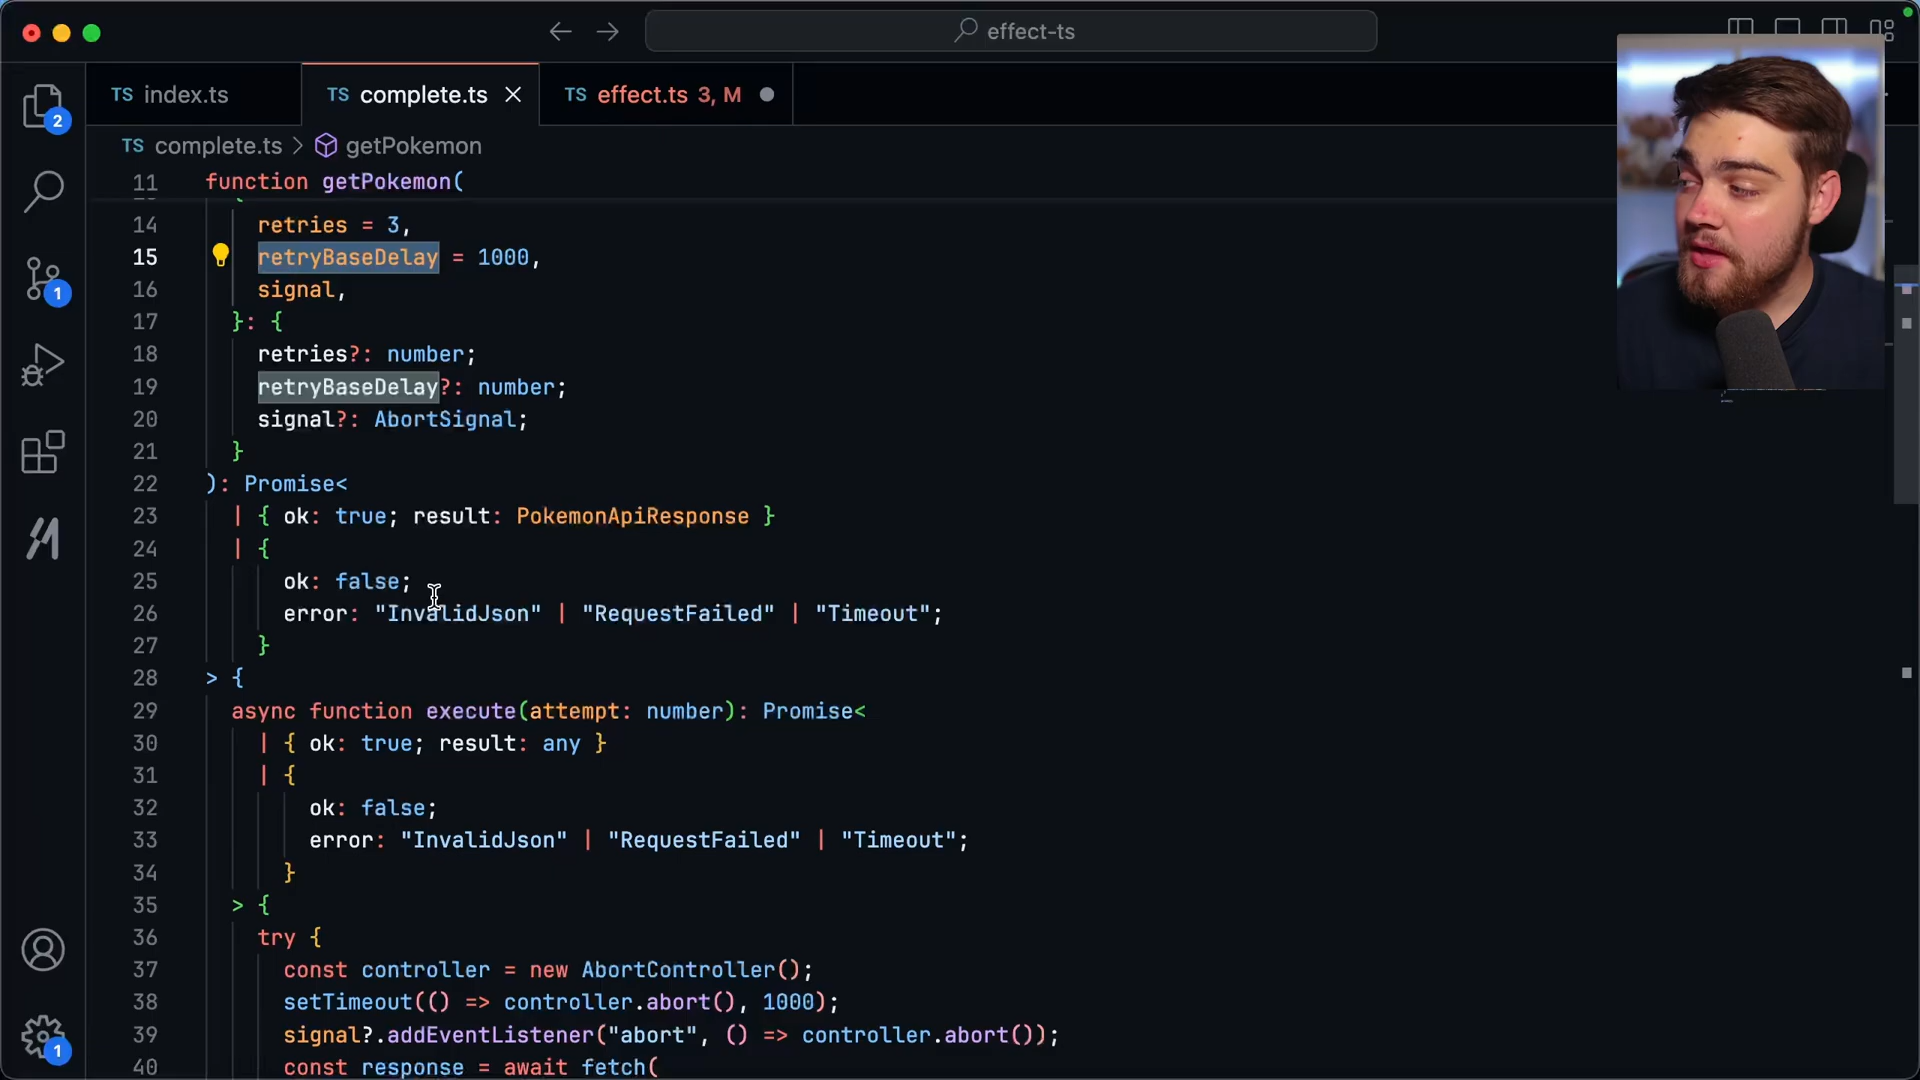 effect-ts
TS index.ts
TS complete.ts
TS effect.ts 3, M
TS complete.ts > getPokemon
11 function getPokemon(
14 retries = 3,
15 retryBaseDelay = 1000,
16 signal,
17 }: {
18 retries?: number;
19 retryBaseDelay?: number;
20 signal?: AbortSignal;
21 }
22 ): Promise<
23 | { ok: true; result: PokemonApiResponse }
24 | {
25 ok: false;
26 error: "InvalidJson" | "RequestFailed" | "Timeout";
27 }
28 > {
29 async function execute(attempt: number): Promise<
30 | { ok: true; result: any }
31 | {
32 ok: false;
33 error: "InvalidJson" | "RequestFailed" | "Timeout";
34 }
35 > {
36 try {
37 const controller = new AbortController();
38 setTimeout(() => controller.abort(), 1000);
39 signal?.addEventListener("abort", () => controller.abort());
40 const response = await fetch(
2
1
1